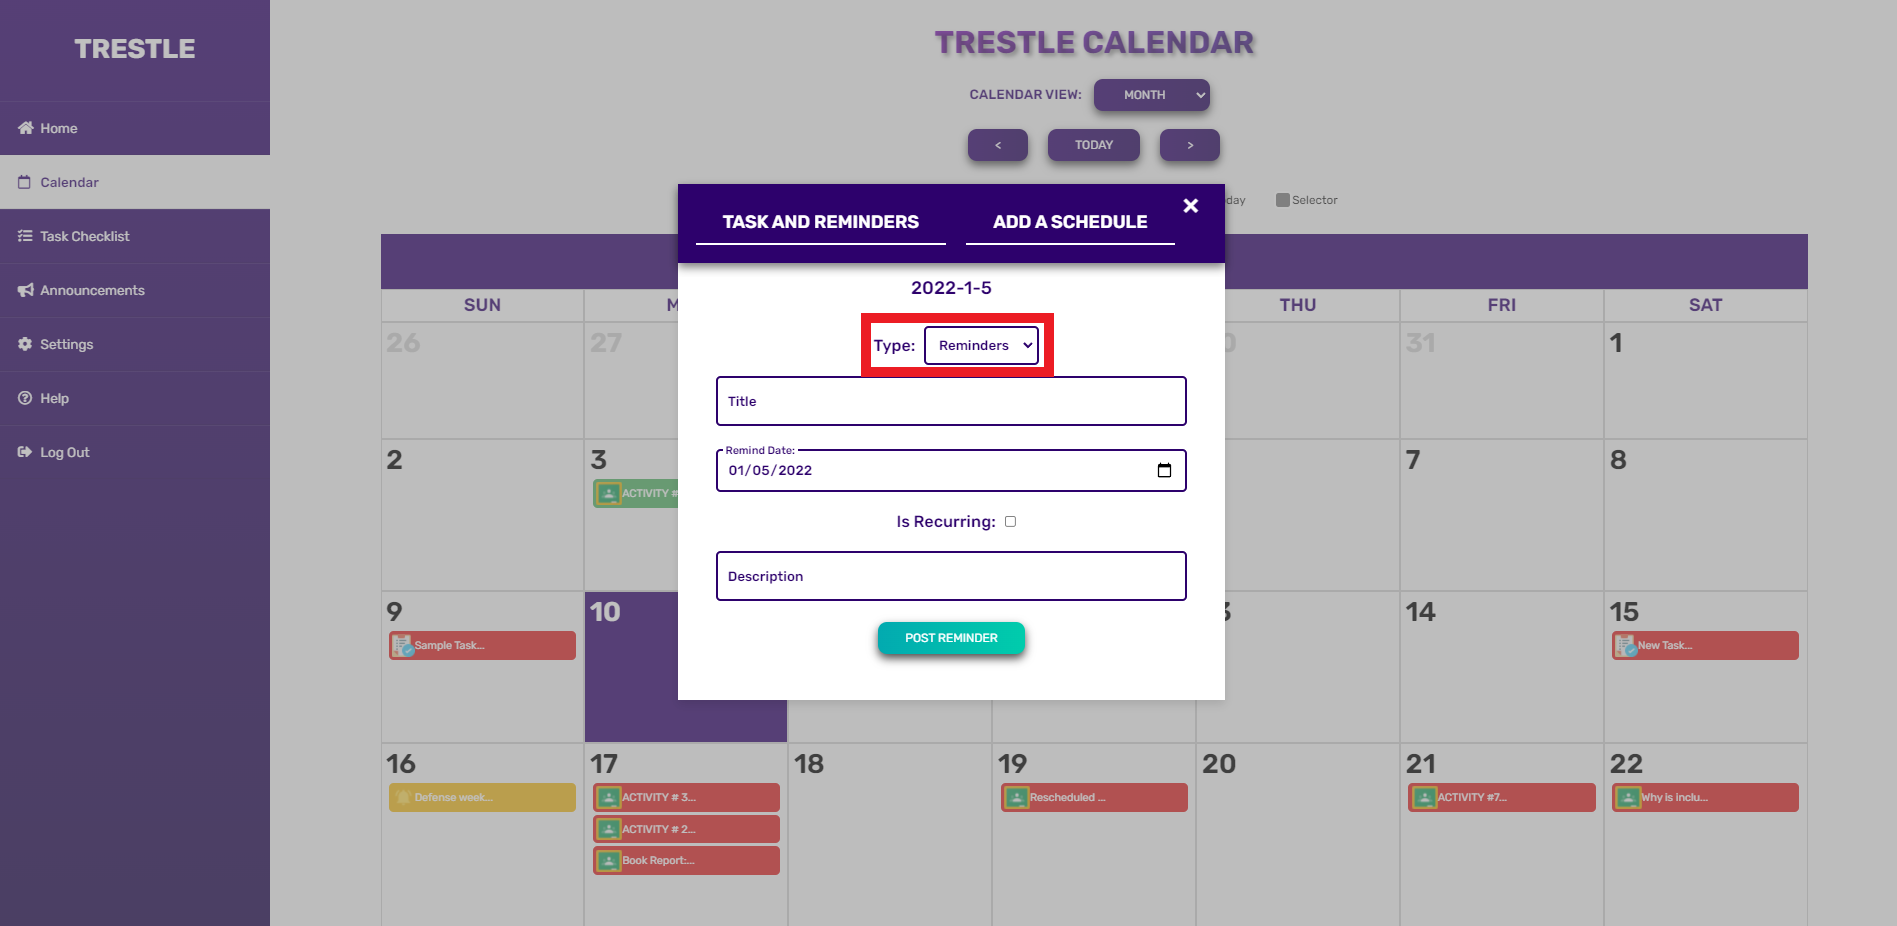 TRESTLE
Home
Calendar
Task Checklist
Announcements
Settings
Help
Log Out
TRESTLE CALENDAR
CALENDAR VIEW: MONTH
< TODAY >
day Selector
TASK AND REMINDERS ADD A SCHEDULE
2022-1-5
Type: Reminders
Title
Remind Date:
01/05/2022
Is Recurring:
Description
POST REMINDER
SUN M THU FRI SAT
26 27 0 31 1
2 3 7 8
ACTIVITY #
9 10 3 14 15
Sample Task... New Task...
16 17 18 19 20 21 22
Defense week... ACTIVITY # 3... Rescheduled ... ACTIVITY #7... Why is inclu...
ACTIVITY # 2...
Book Report:...